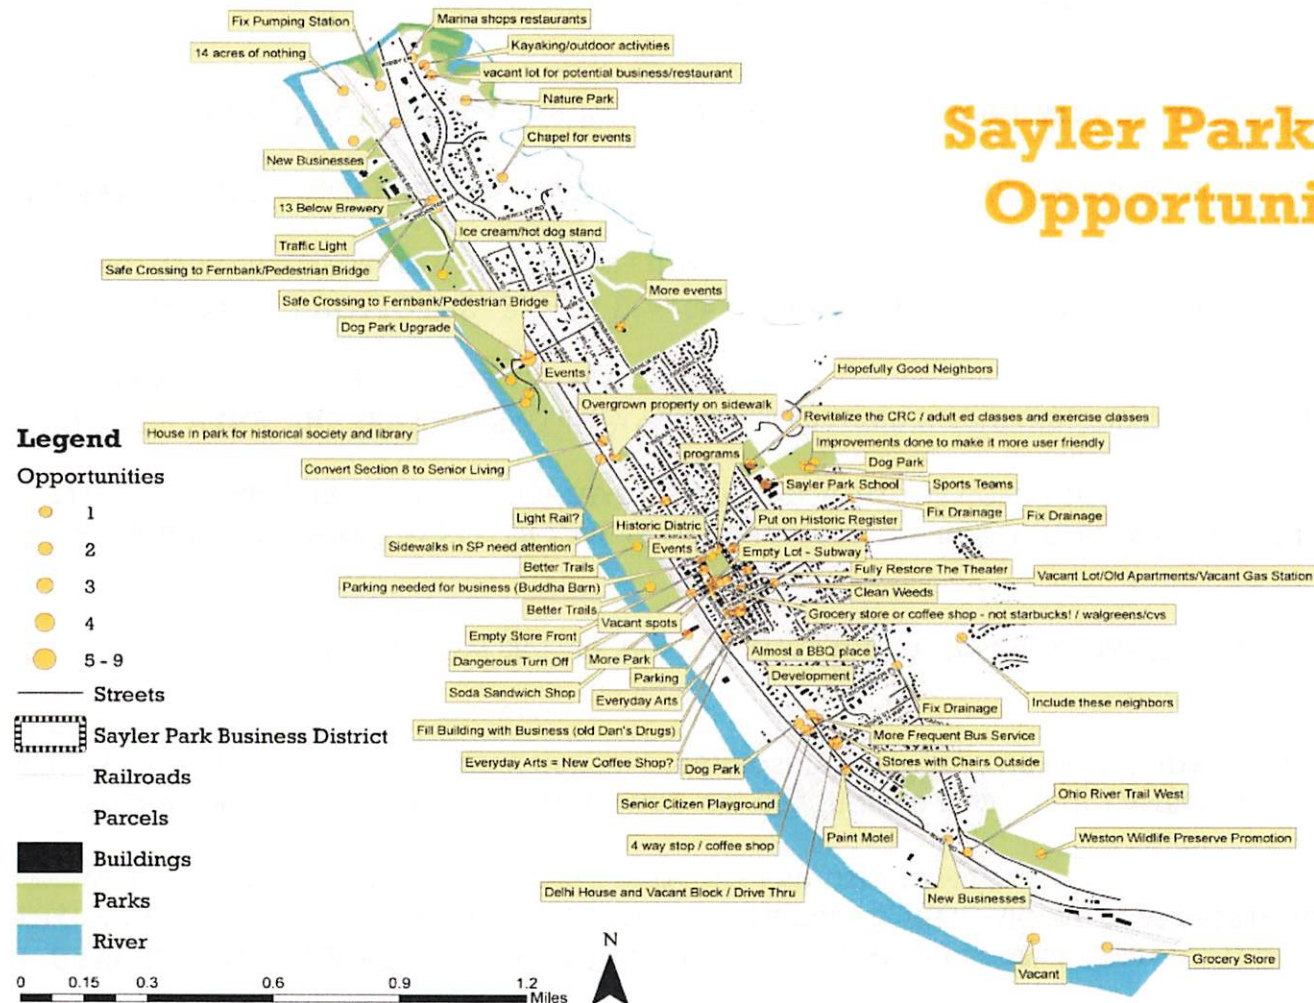 Sayler Park
Opportuni
Fix Pumping Station
Marina shops restaurants
14 acres of nothing
Kayaking/outdoor activities
vacant lot for potential business/restaurant
Nature Park
Chapel for events
New Businesses
13 Below Brewery
Traffic Light
Ice cream/hot dog stand
Safe Crossing to Fernbank/Pedestrian Bridge
Safe Crossing to Fernbank/Pedestrian Bridge
More events
Dog Park Upgrade
Events
Hopefully Good Neighbors
Overgrown property on sidewalk
Revitalize the CRC / adult ed classes and exercise classes
House in park for historical society and library
Improvements done to make it more user friendly
programs
Convert Section 8 to Senior Living
Dog Park
Sayler Park School
Sports Teams
Light Rail?
Historic Distric
Put on Historic Register
Fix Drainage
Fix Drainage
Sidewalks in SP need attention
Events
Empty Lot - Subway
Better Trails
Fully Restore The Theater
Vacant Lot/Old Apartments/Vacant Gas Station
Parking needed for business (Buddha Barn)
Clean Weeds
Better Trails
Vacant spots
Grocery store or coffee shop - not starbucks! / walgreens/cvs
Empty Store Front
Dangerous Turn Off
More Park
Almost a BBQ place
Parking
Development
Soda Sandwich Shop
Everyday Arts
Include these neighbors
Fix Drainage
Fill Building with Business (old Dan's Drugs)
More Frequent Bus Service
Everyday Arts = New Coffee Shop?
Dog Park
Stores with Chairs Outside
Ohio River Trail West
Senior Citizen Playground
Paint Motel
Weston Wildlife Preserve Promotion
4 way stop / coffee shop
Delhi House and Vacant Block / Drive Thru
New Businesses
Vacant
Grocery Store
Legend
Opportunities
1
2
3
4
5 - 9
Streets
Sayler Park Business District
Railroads
Parcels
Buildings
Parks
River
N
0 0.15 0.3 0.6 0.9 1.2
Miles